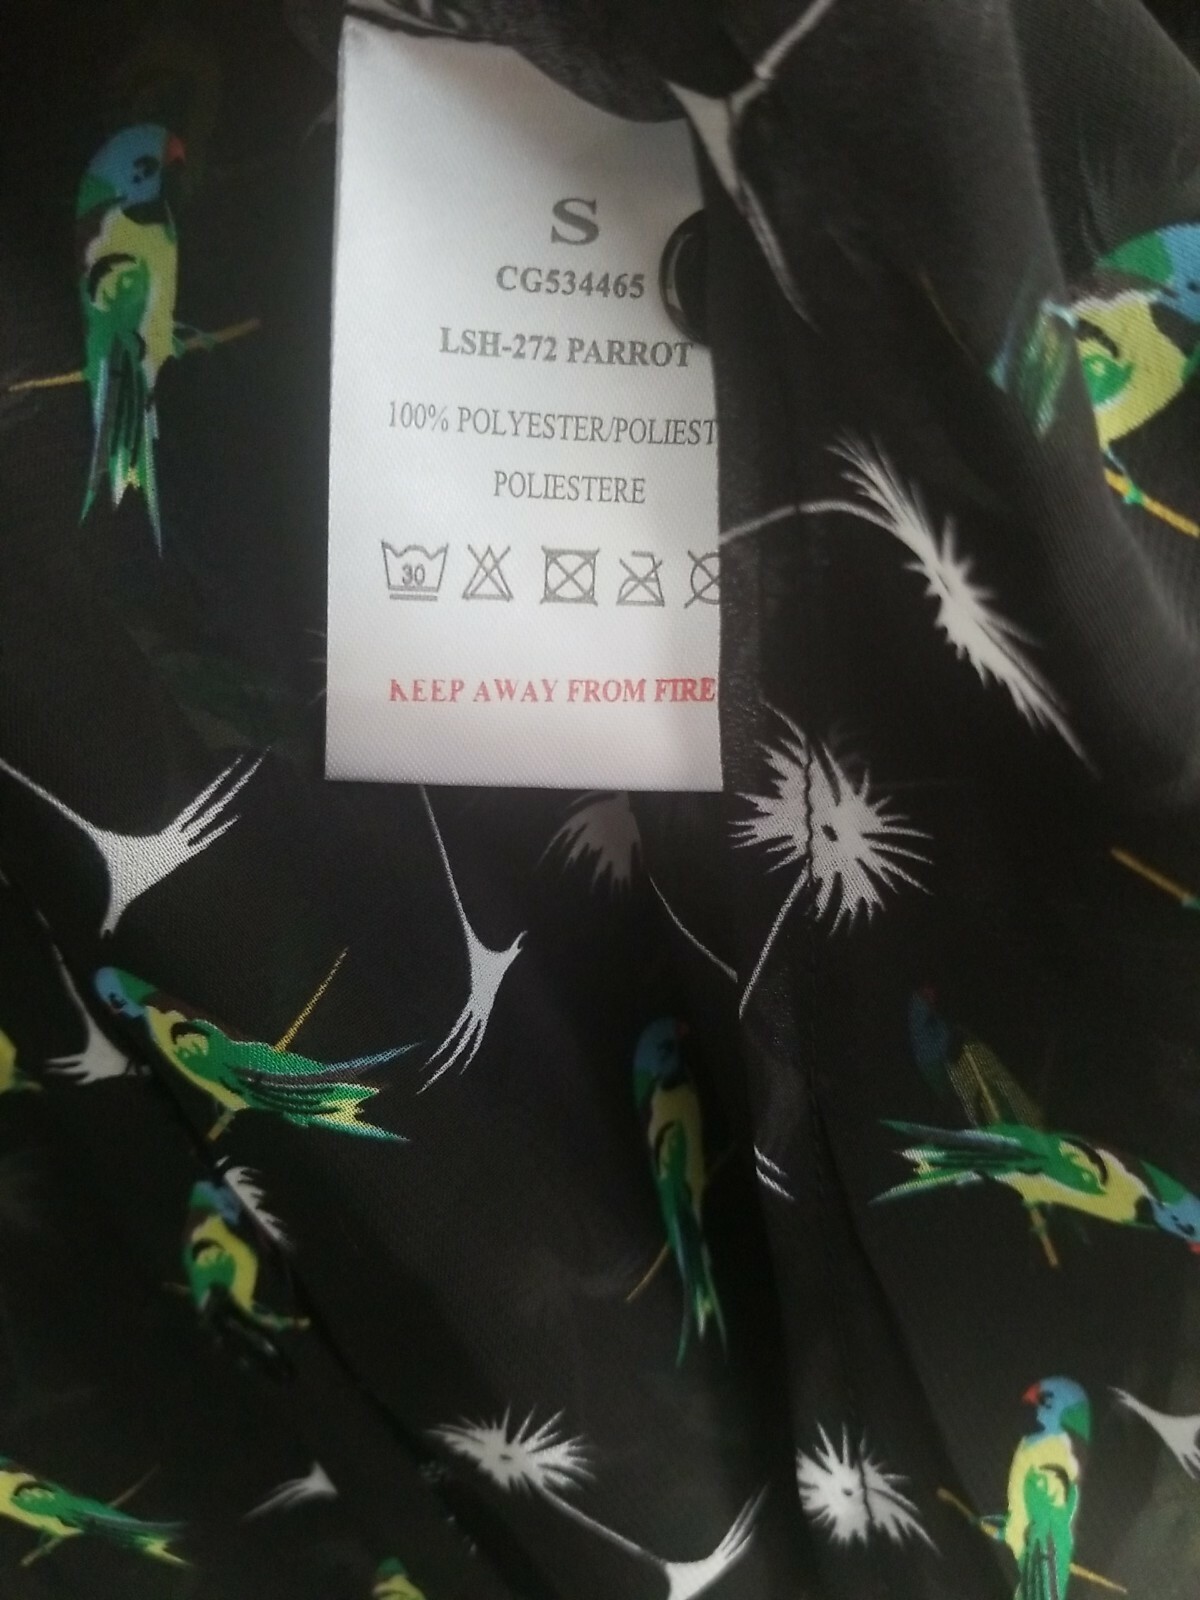 S
CG534465
LSH-272 PARROT
100% POLYESTER/POLIEST
POLIESTERE
30
KEEP AWAY FROM FIRE